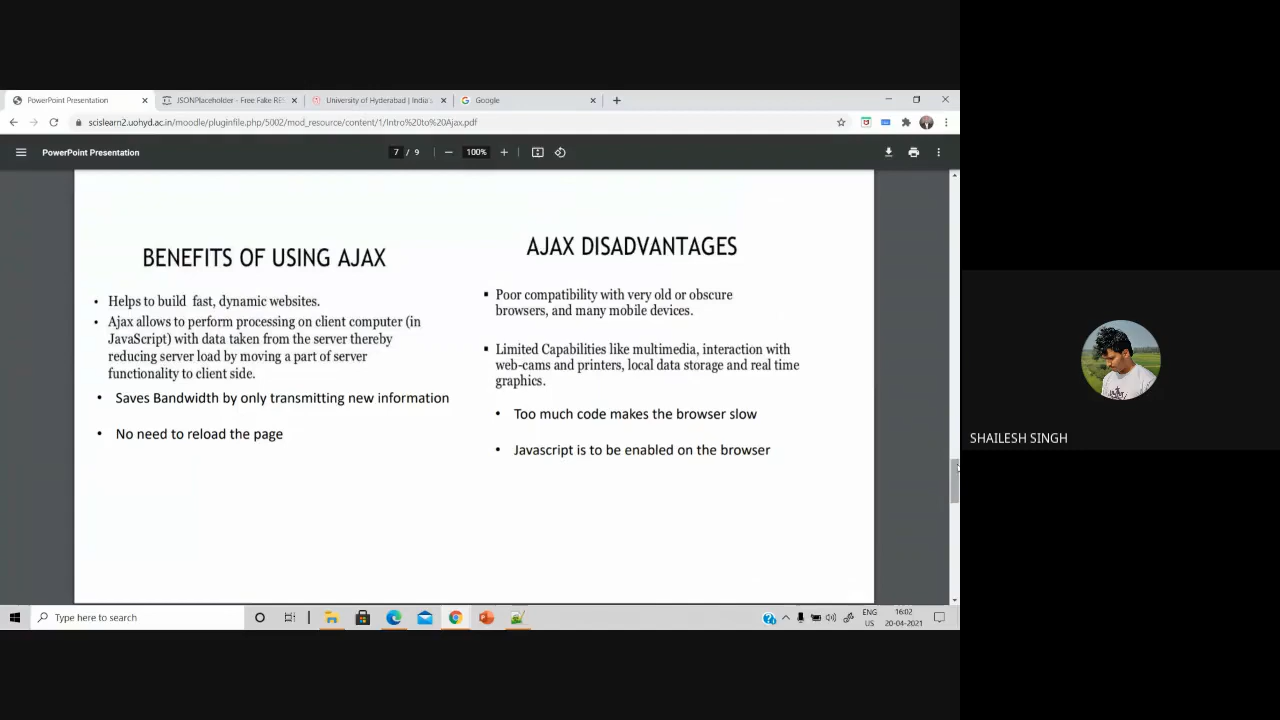 PowerPoint Presentation
JSONPlaceholder - Free Fake RES
University of Hyderabad | India's
Google
scislearn2.uohyd.ac.in/moodle/pluginfile.php/5002/mod_resource/content/1/Intro%20to%20Ajax.pdf
PowerPoint Presentation
7 / 9
100%
BENEFITS OF USING AJAX
• Helps to build fast, dynamic websites.
• Ajax allows to perform processing on client computer (in
JavaScript) with data taken from the server thereby
reducing server load by moving a part of server
functionality to client side.
• Saves Bandwidth by only transmitting new information
• No need to reload the page
AJAX DISADVANTAGES
▪ Poor compatibility with very old or obscure
browsers, and many mobile devices.
▪ Limited Capabilities like multimedia, interaction with
web-cams and printers, local data storage and real time
graphics.
• Too much code makes the browser slow
• Javascript is to be enabled on the browser
SHAILESH SINGH
Type here to search
ENG
US
16:02
20-04-2021